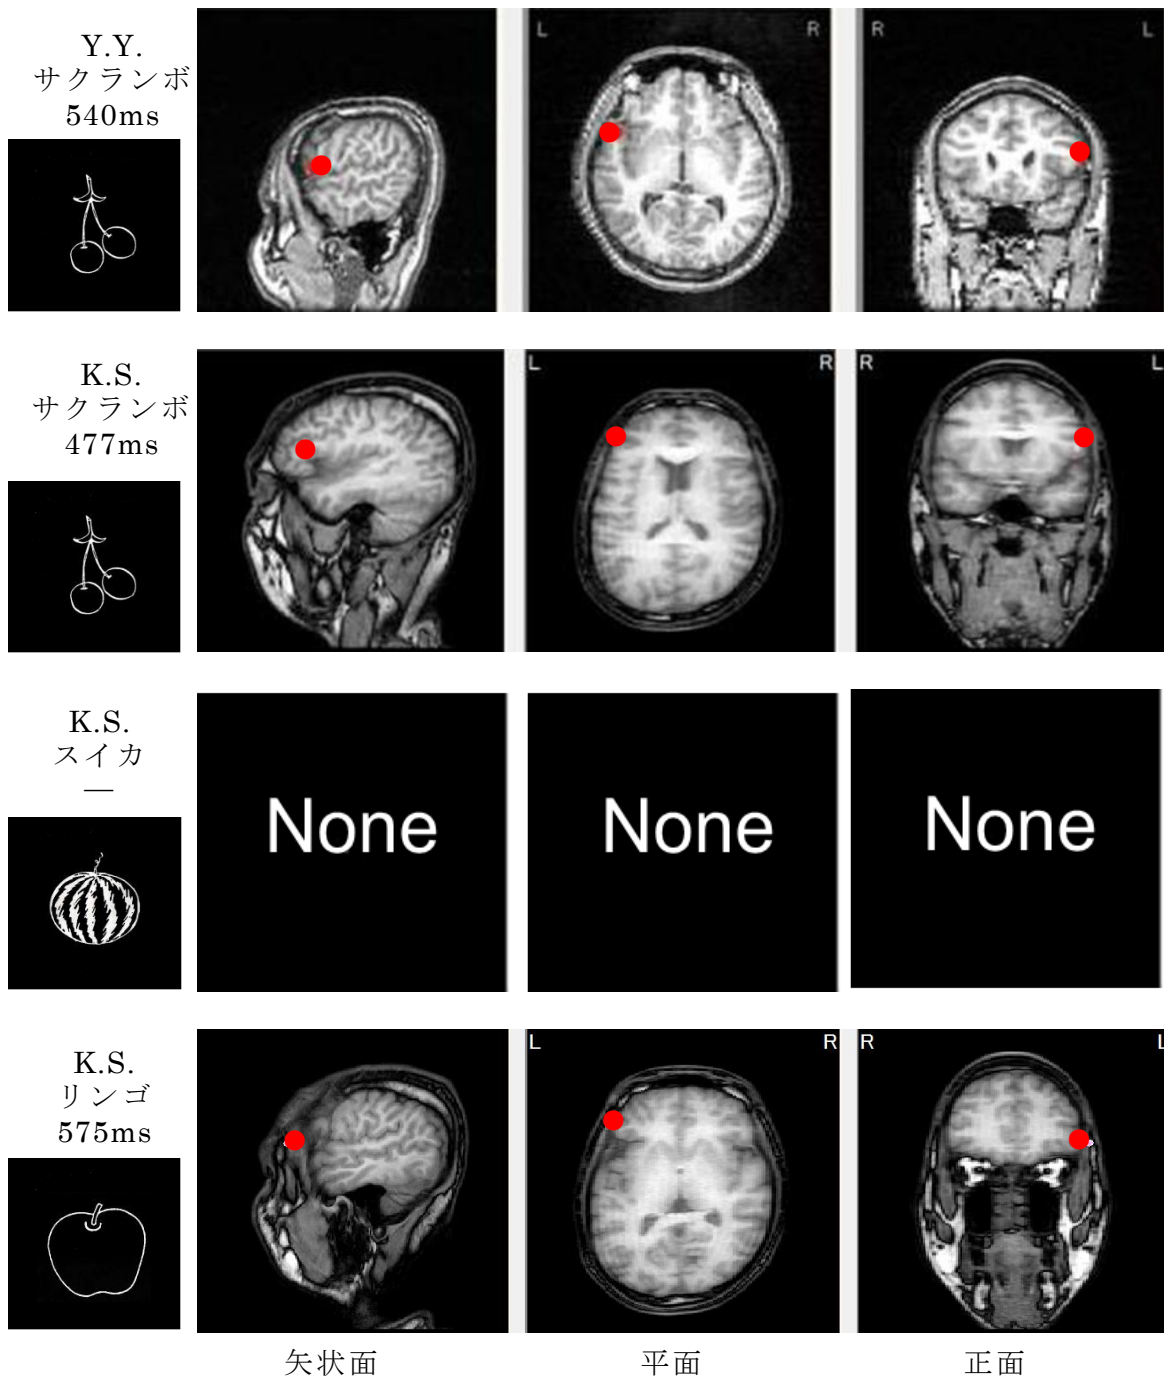 Y.Y.
サクランボ
540ms
L R
R L
K.S.
サクランボ
477ms
L R
R L
K.S.
スイカ
—
None
None
None
K.S.
リンゴ
575ms
L R
R L
矢状面
平面
正面